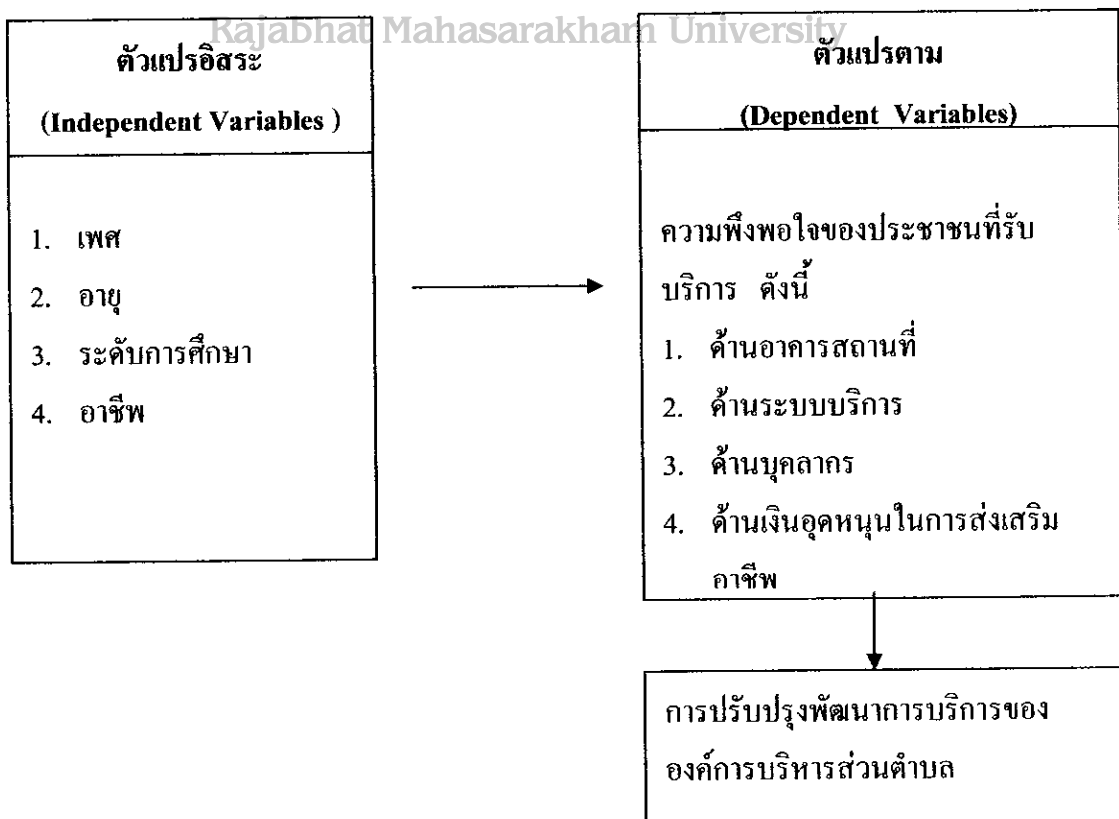 Rajabhat Mahasarakham University
ตัวแปรอิสระ
(Independent Variables )
1. เพศ
2. อายุ
3. ระดับการศึกษา
4. อาชีพ
ตัวแปรตาม
(Dependent Variables)
ความพึงพอใจของประชาชนที่รับ
บริการ ดังนี้
1. ด้านอาคารสถานที่
2. ด้านระบบบริการ
3. ด้านบุคลากร
4. ด้านเงินอุดหนุนในการส่งเสริม
อาชีพ
การปรับปรุงพัฒนาการบริการของ
องค์การบริหารส่วนตำบล